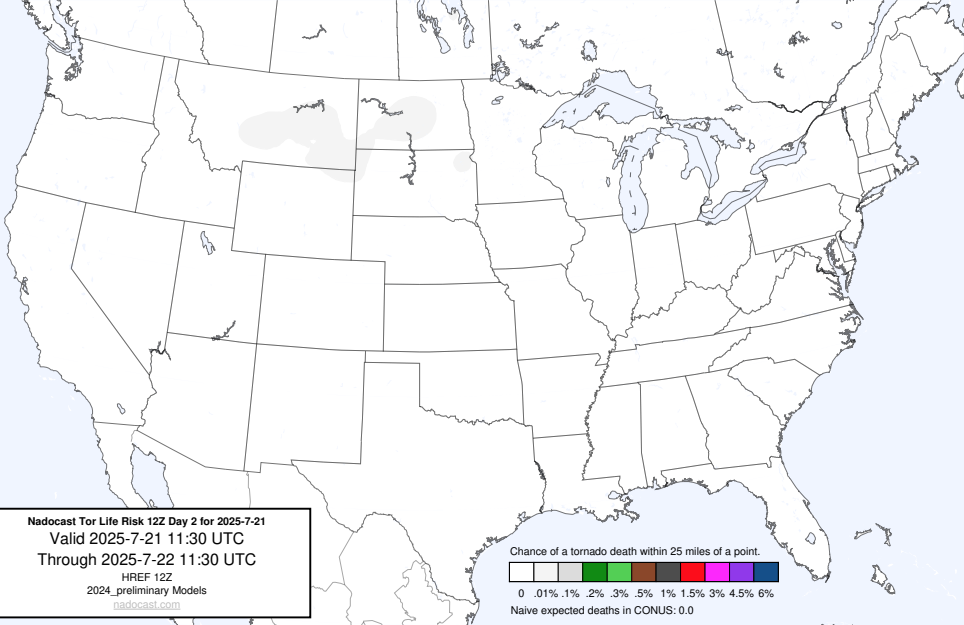 Nadocast Tor Life Risk 12Z Day 2 for 2025-7-21
Valid 2025-7-21 11:30 UTC
Through 2025-7-22 11:30 UTC
HREF 12Z
2024_preliminary Models
nadocast.com
Chance of a tornado death within 25 miles of a point.
0 .01% .1% .2% .3% .5% 1% 1.5% 3% 4.5% 6%
Naive expected deaths in CONUS: 0.0